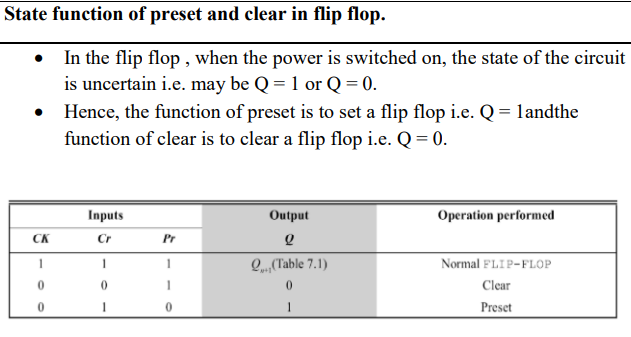 State function of preset and clear in flip flop.
• In the flip flop , when the power is switched on, the state of the circuit
is uncertain i.e. may be Q = 1 or Q = 0.
• Hence, the function of preset is to set a flip flop i.e. Q = 1andthe
function of clear is to clear a flip flop i.e. Q = 0.
Inputs Output Operation performed
CK Cr Pr Q
1 1 1 Qn+1 (Table 7.1) Normal FLIP-FLOP
0 0 1 0 Clear
0 1 0 1 Preset